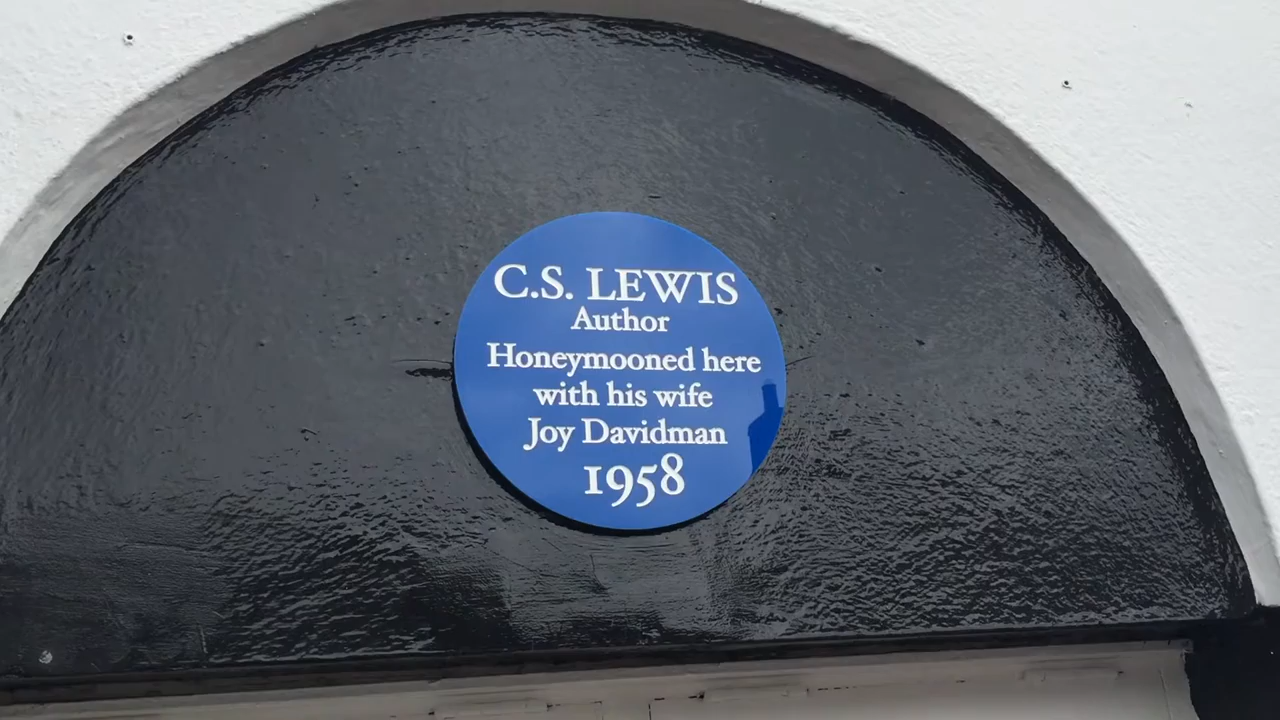 C.S. LEWIS
Author
Honeymooned here
with his wife
Joy Davidman
1958